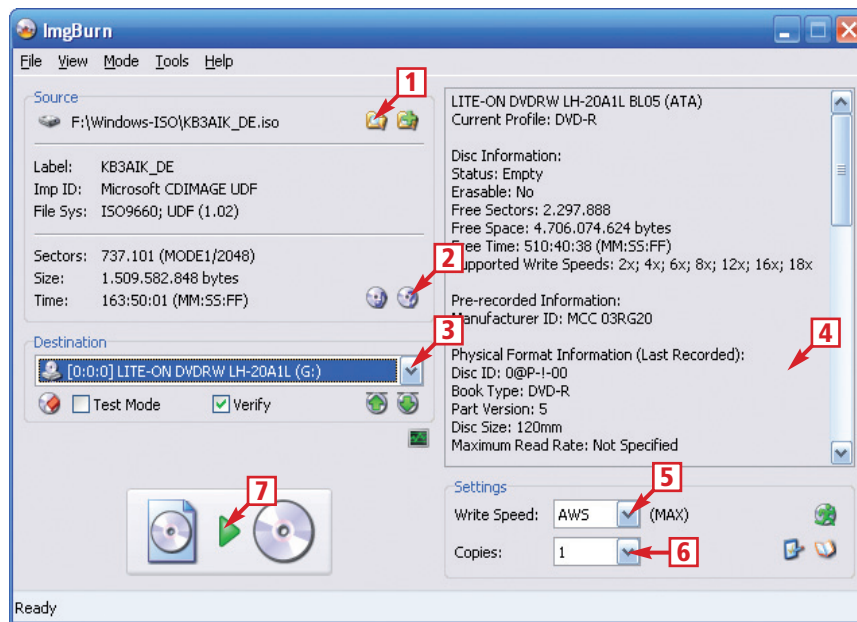 ImgBurn
File View Mode Tools Help
1
Source
F:\Windows-ISO\KB3AIK_DE.iso
Label: KB3AIK_DE
Imp ID: Microsoft CDIMAGE UDF
File Sys: ISO9660; UDF (1.02)
Sectors: 737.101 (MODE1/2048)
Size: 1.509.582.848 bytes
Time: 163:50:01 (MM:SS:FF)
2
Destination
3
[0:0:0] LITE-ON DVDRW LH-20A1L (G:)
Test Mode Verify
7
LITE-ON DVDRW LH-20A1L BL05 (ATA)
Current Profile: DVD-R
Disc Information:
Status: Empty
Erasable: No
Free Sectors: 2.297.888
Free Space: 4.706.074.624 bytes
Free Time: 510:40:38 (MM:SS:FF)
Supported Write Speeds: 2x; 4x; 6x; 8x; 12x; 16x; 18x
Pre-recorded Information:
Manufacturer ID: MCC 03RG20
4
Physical Format Information (Last Recorded):
Disc ID: 0@P-!-00
Book Type: DVD-R
Part Version: 5
Disc Size: 120mm
Maximum Read Rate: Not Specified
Settings
5
Write Speed: AWS (MAX)
Copies: 1
6
Ready